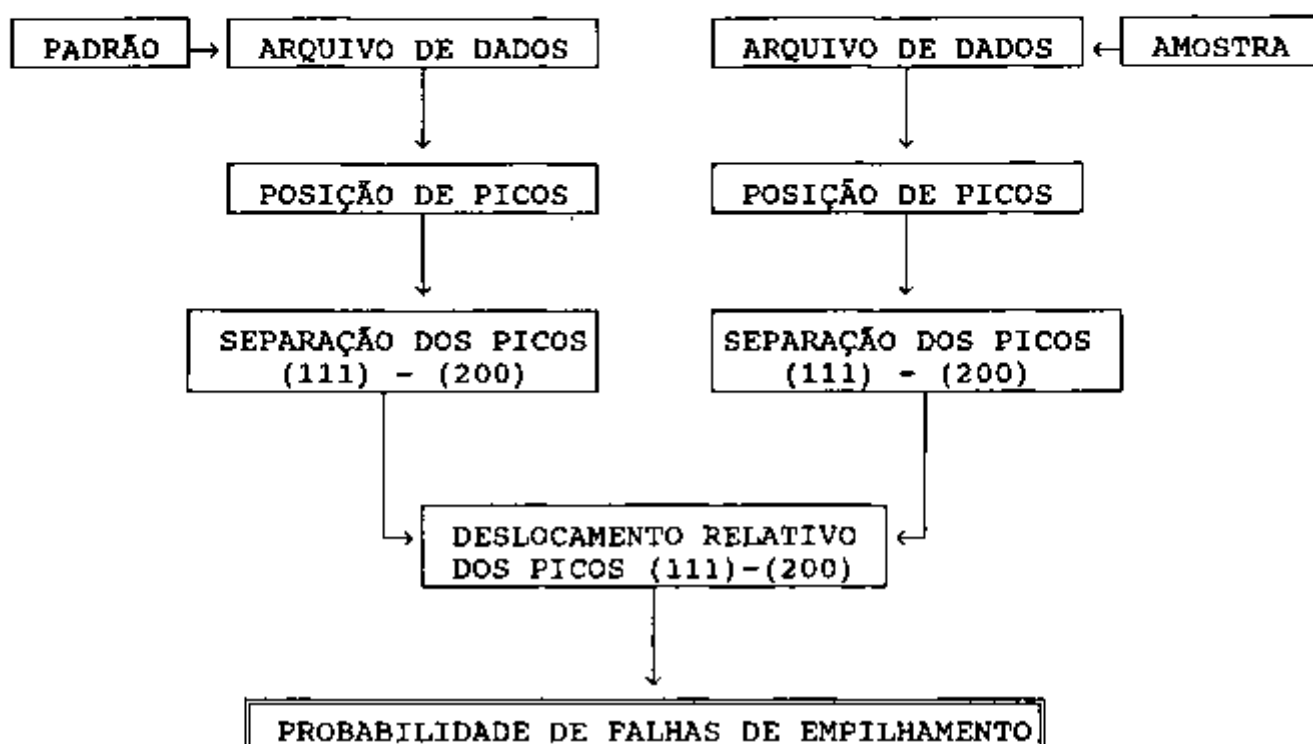 PADRÃO
ARQUIVO DE DADOS
ARQUIVO DE DADOS
AMOSTRA
POSIÇÃO DE PICOS
POSIÇÃO DE PICOS
SEPARAÇÃO DOS PICOS
(111) - (200)
SEPARAÇÃO DOS PICOS
(111) - (200)
DESLOCAMENTO RELATIVO
DOS PICOS (111)-(200)
PROBABILIDADE DE FALHAS DE EMPILHAMENTO